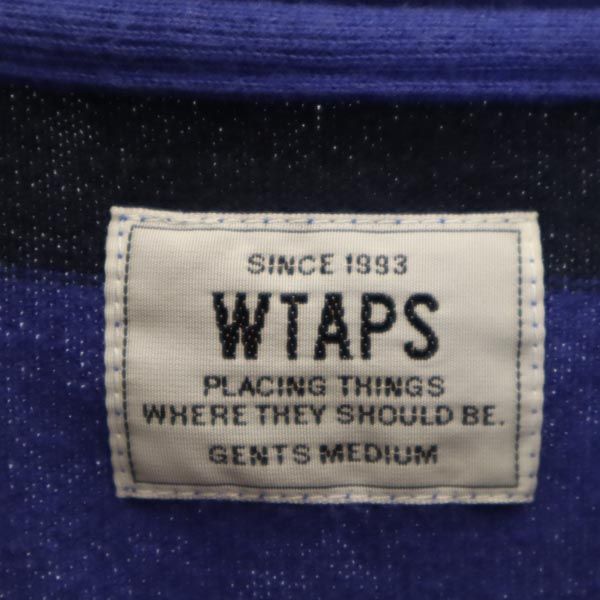 SINCE 1993
WTAPS
PLACING THINGS
WHERE THEY SHOULD BE.
GENTS MEDIUM